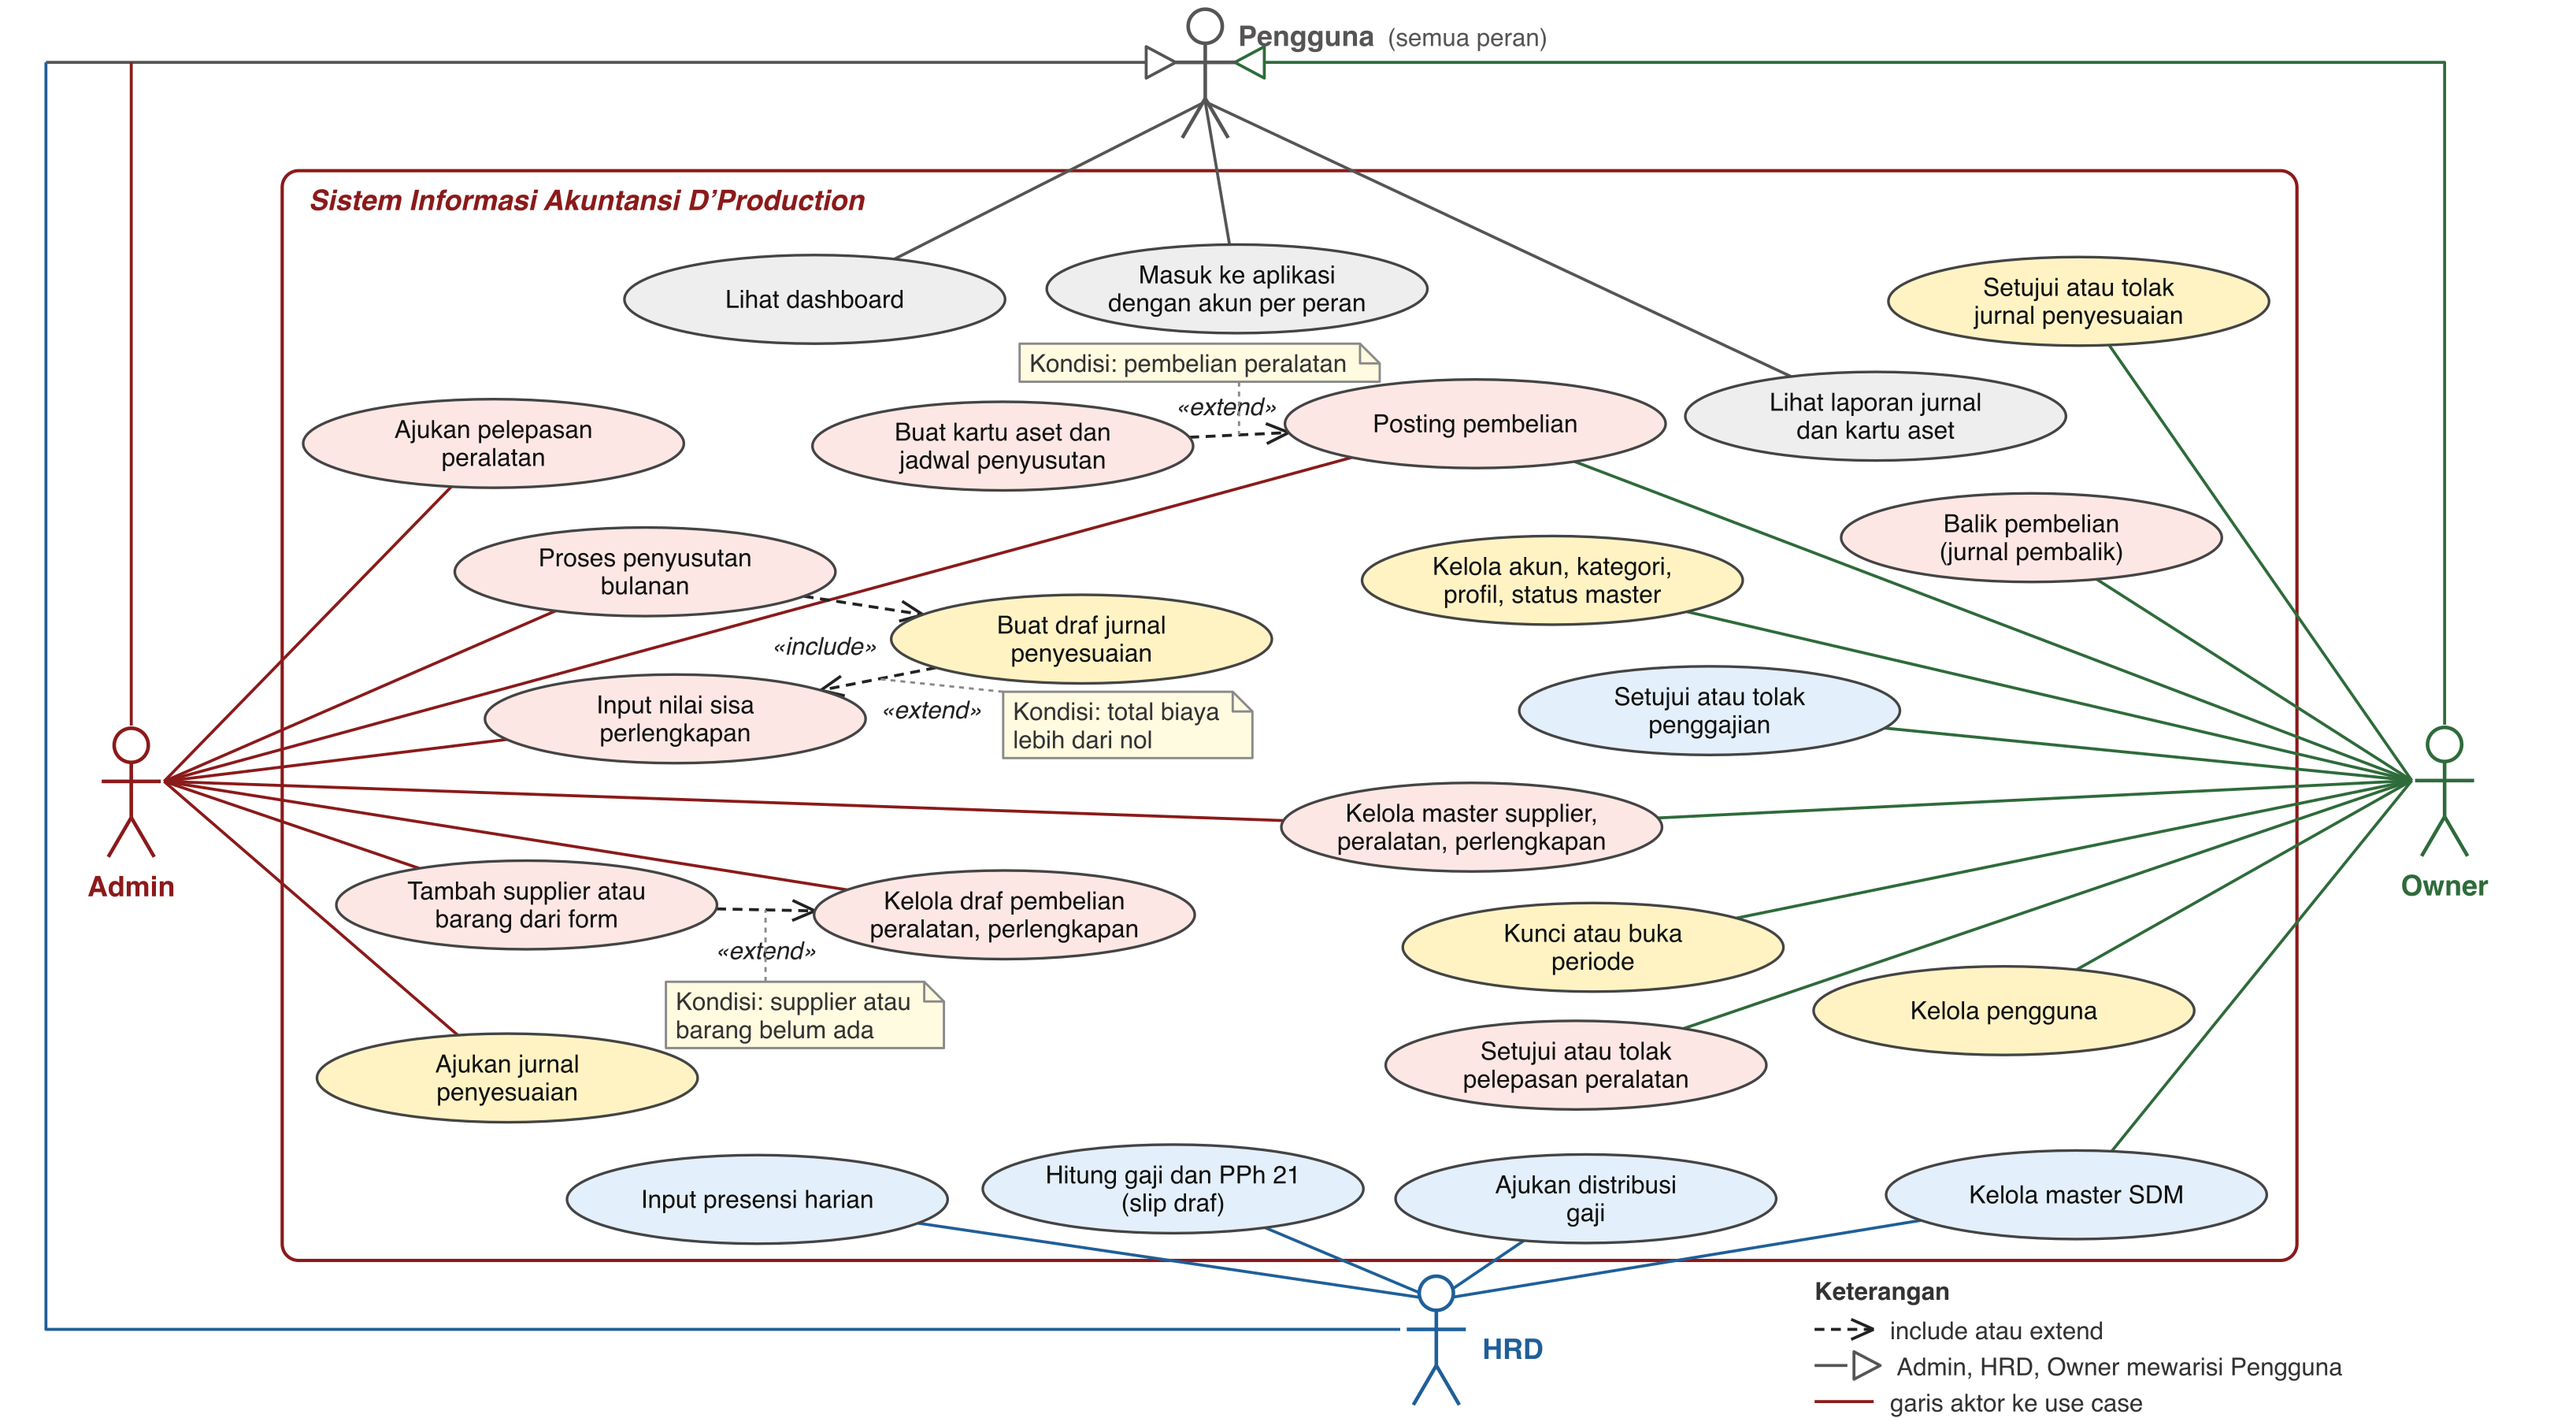 Pengguna (semua peran)
Sistem Informasi Akuntansi D’Production
Lihat dashboard
Masuk ke aplikasi
dengan akun per peran
Setujui atau tolak
jurnal penyesuaian
Kondisi: pembelian peralatan
«extend»
Ajukan pelepasan
peralatan
Buat kartu aset dan
jadwal penyusutan
Posting pembelian
Lihat laporan jurnal
dan kartu aset
Proses penyusutan
bulanan
Kelola akun, kategori,
profil, status master
Balik pembelian
(jurnal pembalik)
Buat draf jurnal
penyesuaian
«include»
Input nilai sisa
perlengkapan
«extend»
Kondisi: total biaya
lebih dari nol
Setujui atau tolak
penggajian
Kelola master supplier,
peralatan, perlengkapan
Admin
Owner
Tambah supplier atau
barang dari form
Kelola draf pembelian
peralatan, perlengkapan
«extend»
Kondisi: supplier atau
barang belum ada
Kunci atau buka
periode
Kelola pengguna
Ajukan jurnal
penyesuaian
Setujui atau tolak
pelepasan peralatan
Input presensi harian
Hitung gaji dan PPh 21
(slip draf)
Ajukan distribusi
gaji
Kelola master SDM
HRD
Keterangan
include atau extend
Admin, HRD, Owner mewarisi Pengguna
garis aktor ke use case